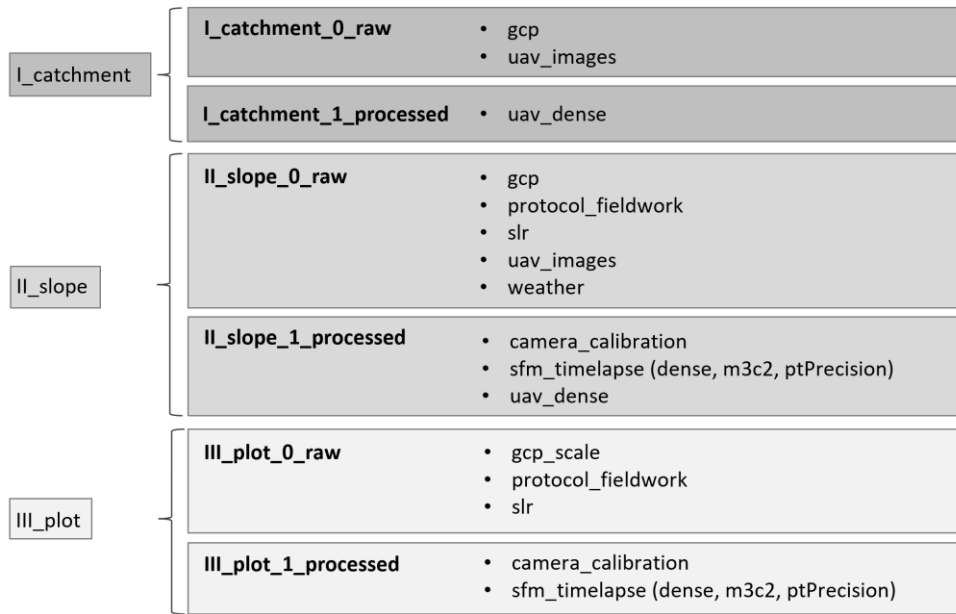 I_catchment
I_catchment_0_raw
• gcp
• uav_images
I_catchment_1_processed • uav_dense
II_slope
II_slope_0_raw
• gcp
• protocol_fieldwork
• slr
• uav_images
• weather
II_slope_1_processed
• camera_calibration
• sfm_timelapse (dense, m3c2, ptPrecision)
• uav_dense
III_plot
III_plot_0_raw
• gcp_scale
• protocol_fieldwork
• slr
III_plot_1_processed
• camera_calibration
• sfm_timelapse (dense, m3c2, ptPrecision)